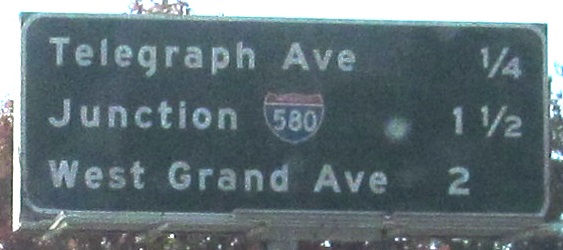 Telegraph Ave 1/4
Junction 580 1 1/2
West Grand Ave 2